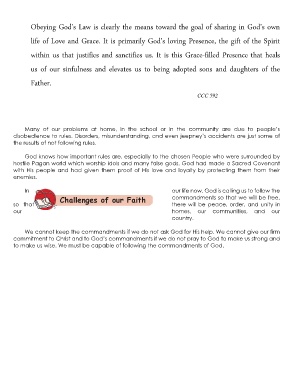 Obeying God's Law is clearly the means toward the goal of sharing in God's own
life of Love and Grace. It is primarily God's loving Presence, the gift of the Spirit
within us that justifies and sanctifies us. It is this Grace-filled Presence that heals
us of our sinfulness and elevates us to being adopted sons and daughters of the
Father.
CCC 592
Many of our problems at home, in the school or in the community are due to people's
disobedience to rules. Disorders, misunderstanding, and even jeepney's accidents are just some of
the results of not following rules.
God knows how important rules are, especially to the chosen People who were surrounded by
hostile Pagan world which worship idols and many false gods. God had made a Sacred Covenant
with His people and had given them proof of His love and loyalty by protecting them from their
enemies.
In our life now, God is calling us to follow the
commandments so that we will be free,
so that there will be peace, order, and unity in
our homes, our communities, and our
country.
Challenges of our Faith
We cannot keep the commandments if we do not ask God for His help. We cannot give our firm
commitment to Christ and to God's commandments if we do not pray to God to make us strong and
to make us wise. We must be capable of following the commandments of God.